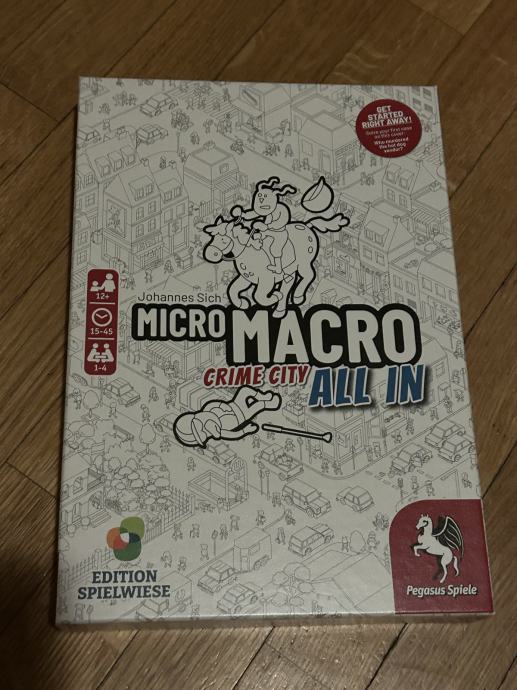 GET
STARTED
RIGHT AWAY!
Solve your first case
on this cover:
Who murdered
the hot dog
vendor?
Johannes Sich
MICRO MACRO
CRIME CITY ALL IN
12+
15-45
1-4
EDITION
SPIELWIESE
Pegasus Spiele